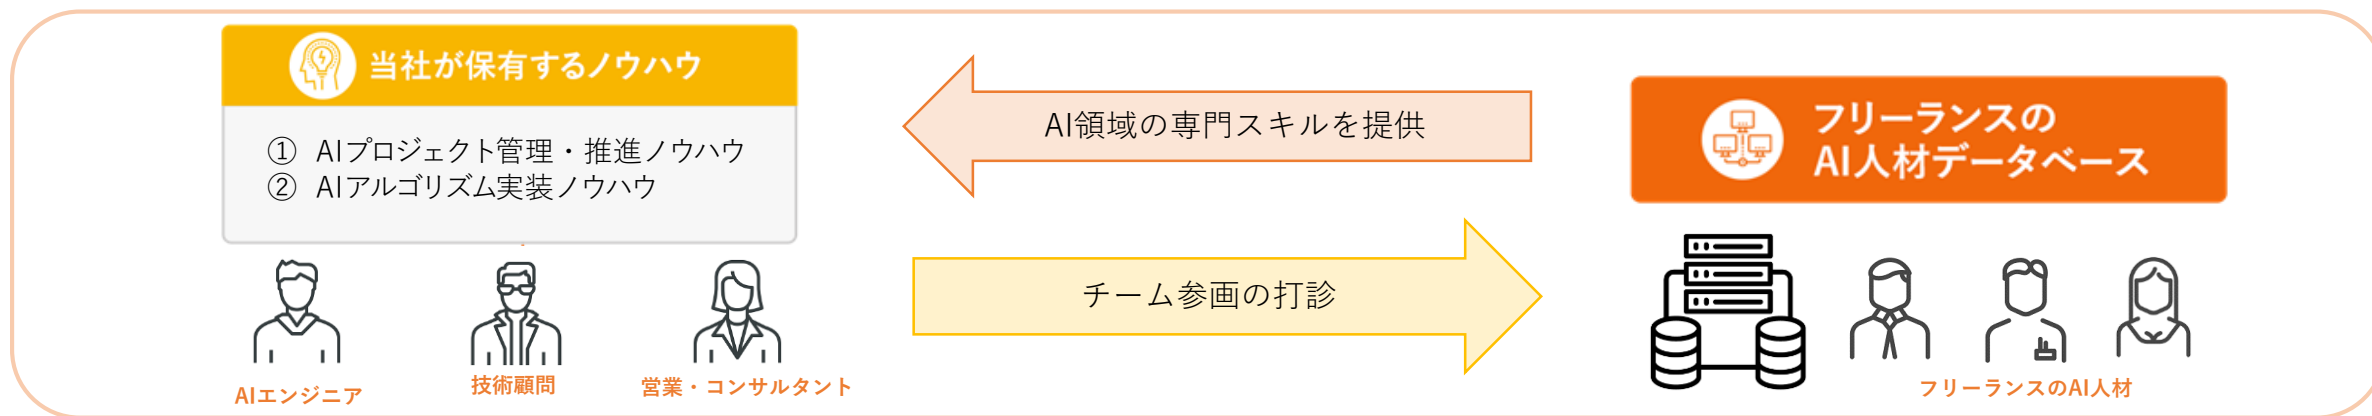 当社が保有するノウハウ
① AIプロジェクト管理・推進ノウハウ
② AIアルゴリズム実装ノウハウ
AIエンジニア
技術顧問
営業・コンサルタント
AI領域の専門スキルを提供
チーム参画の打診
フリーランスの
AI人材データベース
フリーランスのAI人材